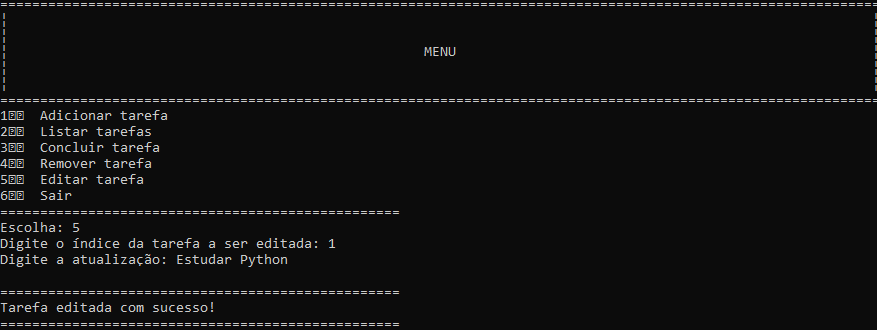 ================================================================================================================
MENU
================================================================================================================
1⍰⍰  Adicionar tarefa
2⍰⍰  Listar tarefas
3⍰⍰  Concluir tarefa
4⍰⍰  Remover tarefa
5⍰⍰  Editar tarefa
6⍰⍰  Sair
==================================================
Escolha: 5
Digite o índice da tarefa a ser editada: 1
Digite a atualização: Estudar Python
==================================================
Tarefa editada com sucesso!
==================================================